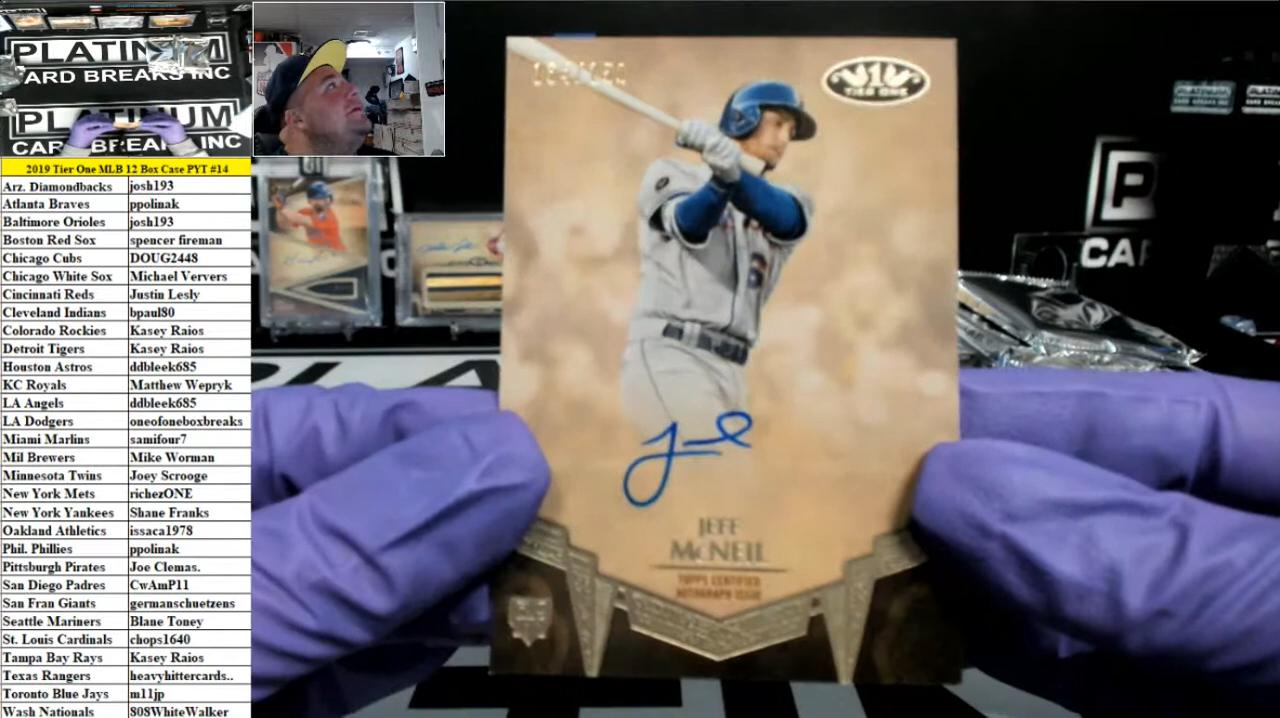 PLATINUM
CARD BREAKS INC
PLATINUM
CARD BREAKS INC
2019 Tier One MLB 12 Box Case PYT #14
Arz. Diamondbacks josh193
Atlanta Braves ppolinak
Baltimore Orioles josh193
Boston Red Sox spencer fireman
Chicago Cubs DOUG2448
Chicago White Sox Michael Ververs
Cincinnati Reds Justin Lesly
Cleveland Indians bpaul80
Colorado Rockies Kasey Raios
Detroit Tigers Kasey Raios
Houston Astros ddbleek685
KC Royals Matthew Wepryk
LA Angels ddbleek685
LA Dodgers oneofoneboxbreaks
Miami Marlins samifour7
Mil Brewers Mike Worman
Minnesota Twins Joey Scrooge
New York Mets richezONE
New York Yankees Shane Franks
Oakland Athletics issaca1978
Phil. Phillies ppolinak
Pittsburgh Pirates Joe Clemas.
San Diego Padres CwAmP11
San Fran Giants germanschuetzens
Seattle Mariners Blane Toney
St. Louis Cardinals chops1640
Tampa Bay Rays Kasey Raios
Texas Rangers heavyhittercards..
Toronto Blue Jays m11jp
Wash Nationals 808WhiteWalker
1
TIER ONE
6
JEFF
McNEIL
TOPPS CERTIFIED
AUTOGRAPH ISSUE
P
CAR
PLATINUM